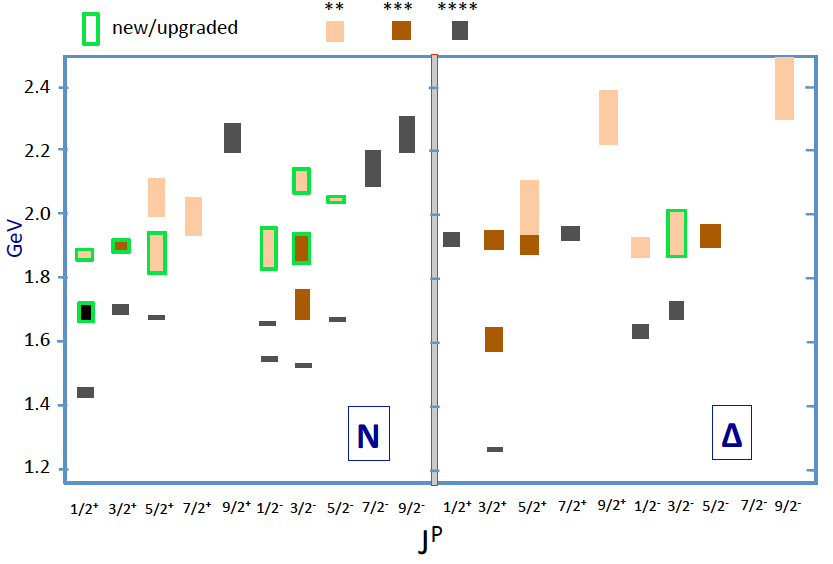 ** *** ****
new/upgraded
2.4
2.2
2.0
GeV
1.8
1.6
1.4
1.2
N
Δ
1/2⁺ 3/2⁺ 5/2⁺ 7/2⁺ 9/2⁺ 1/2⁻ 3/2⁻ 5/2⁻ 7/2⁻ 9/2⁻ 1/2⁺ 3/2⁺ 5/2⁺ 7/2⁺ 9/2⁺ 1/2⁻ 3/2⁻ 5/2⁻ 7/2⁻ 9/2⁻
Jᴾ